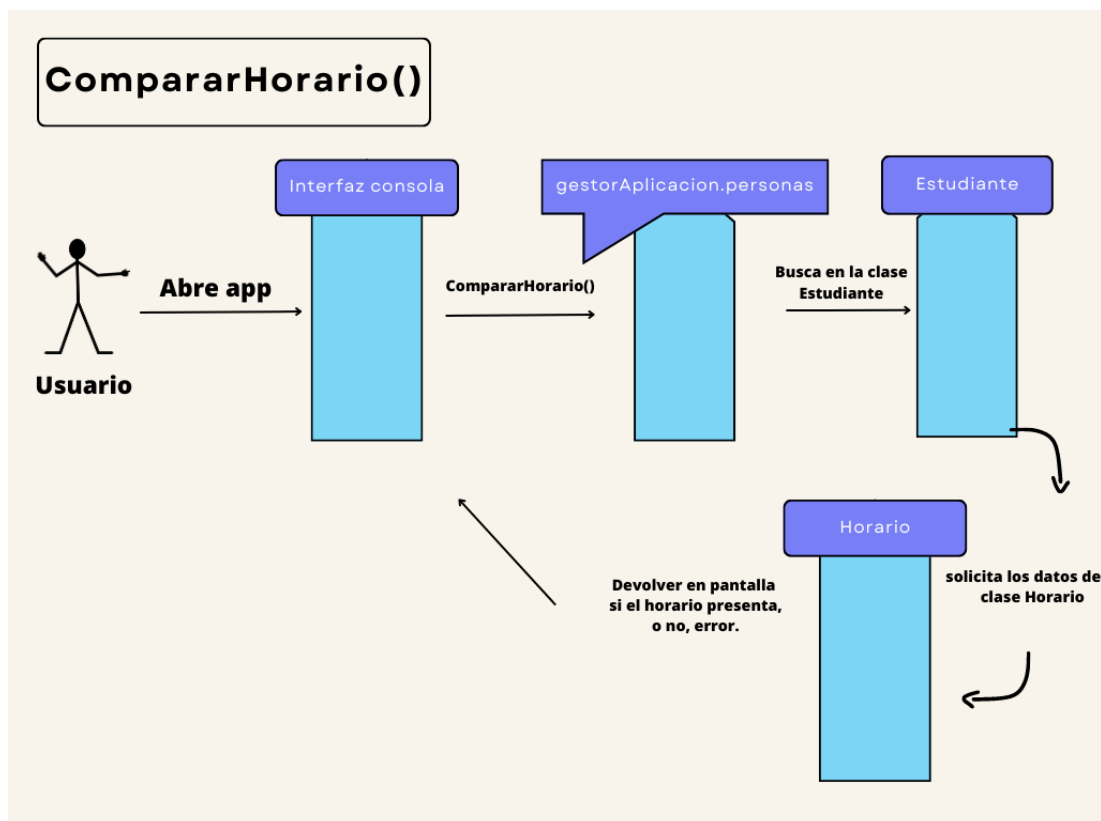 CompararHorario()
Interfaz consola
gestorAplicacion.personas
Estudiante
Abre app
CompararHorario()
Busca en la clase
Estudiante
Usuario
Horario
Devolver en pantalla
si el horario presenta,
o no, error.
solicita los datos de
clase Horario